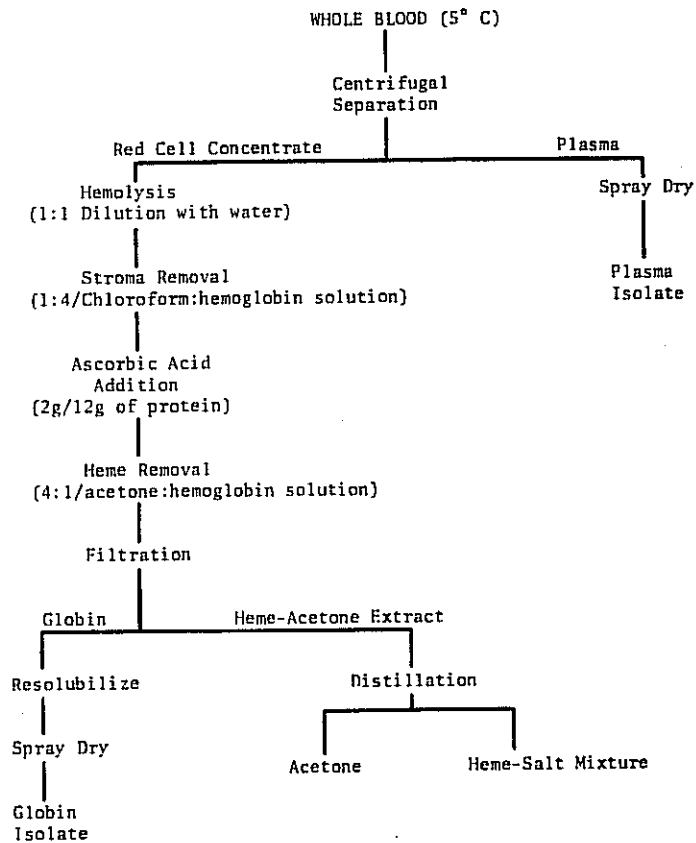 WHOLE BLOOD (5° C)
Centrifugal
Separation
Red Cell Concentrate
Plasma
Hemolysis
(1:1 Dilution with water)
Spray Dry
Stroma Removal
(1:4/Chloroform:hemoglobin solution)
Plasma
Isolate
Ascorbic Acid
Addition
(2g/12g of protein)
Heme Removal
(4:1/acetone:hemoglobin solution)
Filtration
Globin
Heme-Acetone Extract
Resolubilize
Distillation
Spray Dry
Acetone
Heme-Salt Mixture
Globin
Isolate